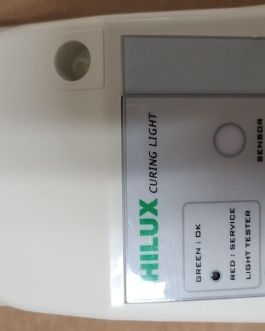 HILUX CURING LIGHT
SENSOR
GREEN : OK
RED : SERVICE
LIGHT TESTER